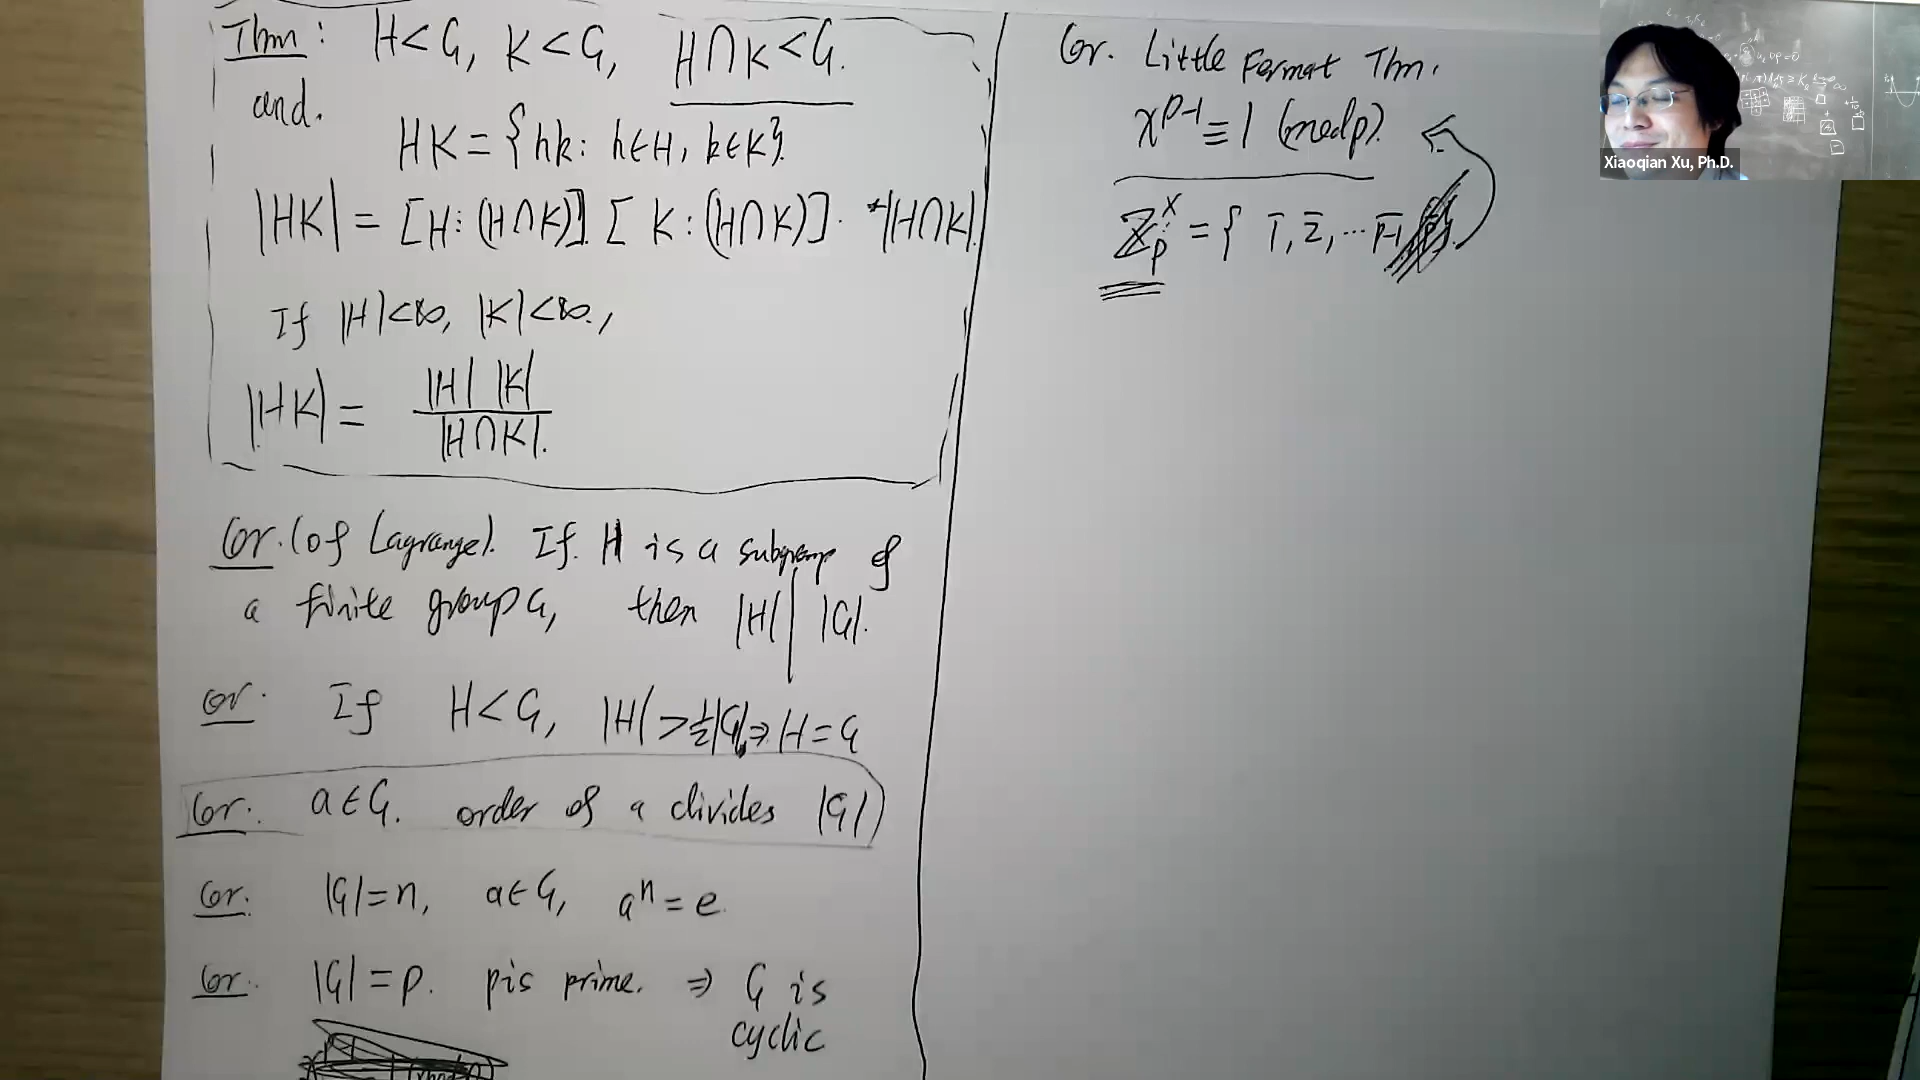 Thm: H<G, K<G, H∩K<G.
and.
HK = {hk: h∈H, k∈K}.
|HK| = [H:(H∩K)] [K:(H∩K)]. *|H∩K|.
If |H|<∞, |K|<∞.,
|HK| = |H| |K| / |H∩K|.
Cor. (of Lagrange). If H is a subgroup of
a finite group G, then |H| | |G|.
Cor. If H<G, |H|>1/2|G| ⇒ H=G
Cor. a∈G. order of a divides |G|
Cor. |G|=n, a∈G, aⁿ=e.
Cor. |G|=p. p is prime. ⇒ G is
cyclic
Cor. Little Fermat Thm.
x^{p-1} ≡ 1 (mod p).
ℤ_p^× = { 1̄, 2̄, ... p-1
Xiaoqian Xu, Ph.D.